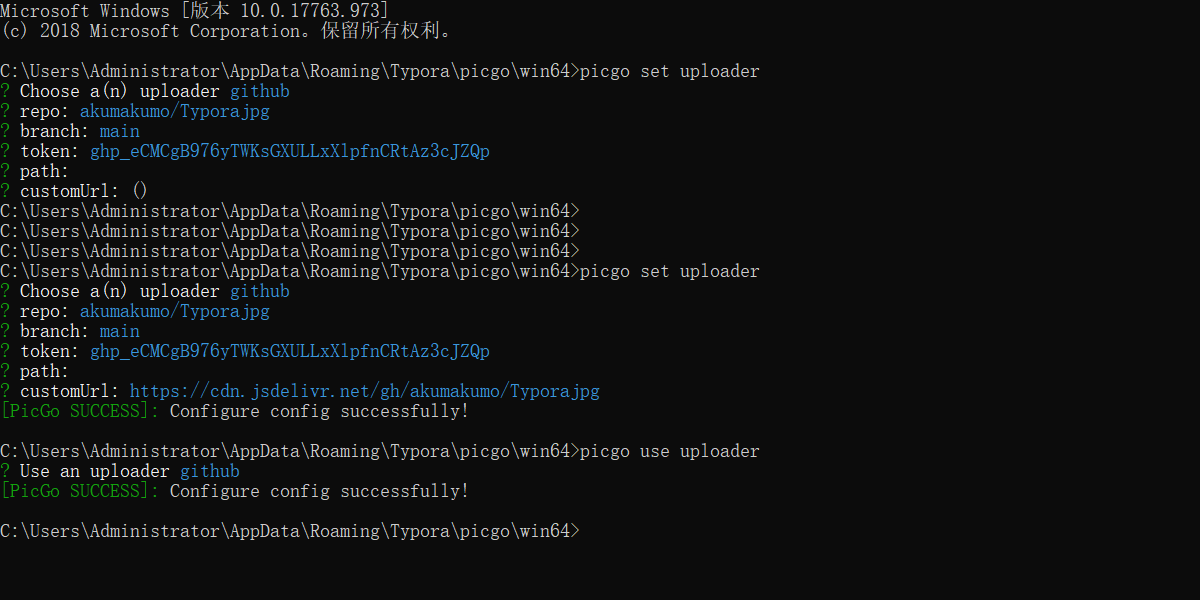 Microsoft Windows [版本 10.0.17763.973]
(c) 2018 Microsoft Corporation。保留所有权利。
C:\Users\Administrator\AppData\Roaming\Typora\picgo\win64>picgo set uploader
? Choose a(n) uploader github
? repo: akumakumo/Typorajpg
? branch: main
? token: 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
? path:
? customUrl: ()
C:\Users\Administrator\AppData\Roaming\Typora\picgo\win64>
C:\Users\Administrator\AppData\Roaming\Typora\picgo\win64>
C:\Users\Administrator\AppData\Roaming\Typora\picgo\win64>
C:\Users\Administrator\AppData\Roaming\Typora\picgo\win64>picgo set uploader
? Choose a(n) uploader github
? repo: akumakumo/Typorajpg
? branch: main
? token: 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
? path:
? customUrl: https://cdn.jsdelivr.net/gh/akumakumo/Typorajpg
[PicGo SUCCESS]: Configure config successfully!
C:\Users\Administrator\AppData\Roaming\Typora\picgo\win64>picgo use uploader
? Use an uploader github
[PicGo SUCCESS]: Configure config successfully!
C:\Users\Administrator\AppData\Roaming\Typora\picgo\win64>